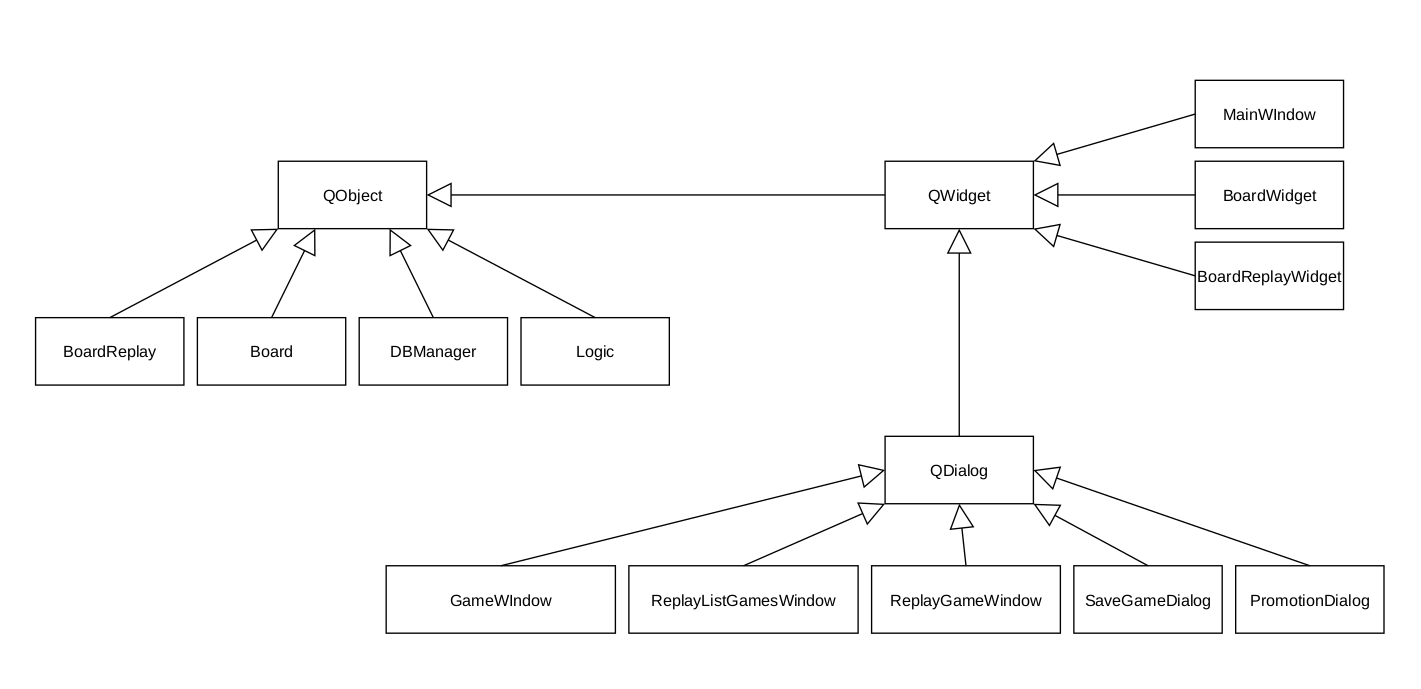 MainWIndow
QObject
QWidget
BoardWidget
BoardReplayWidget
BoardReplay
Board
DBManager
Logic
QDialog
GameWIndow
ReplayListGamesWindow
ReplayGameWindow
SaveGameDialog
PromotionDialog